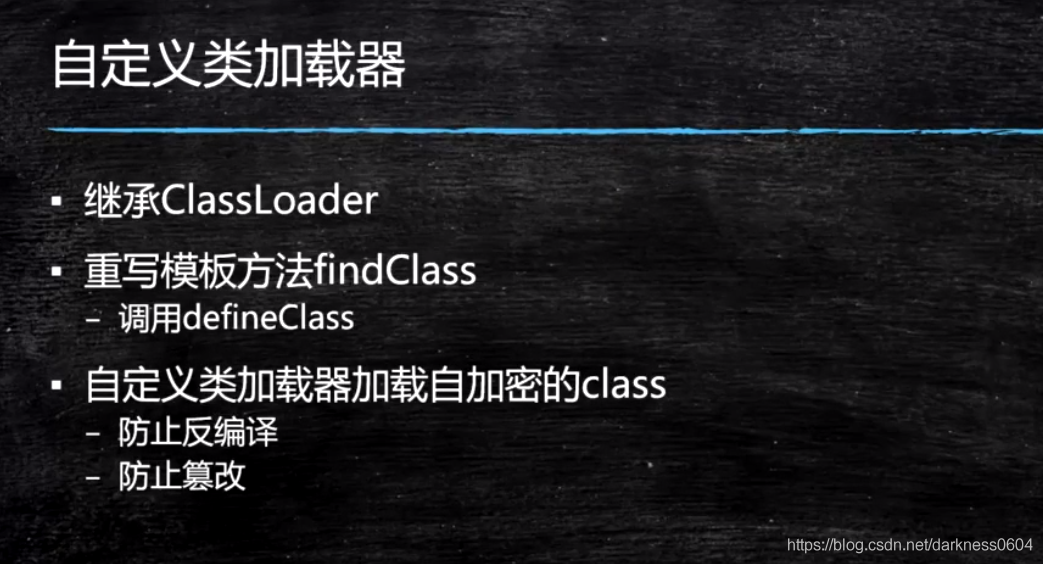 自定义类加载器
▪ 继承ClassLoader
▪ 重写模板方法findClass
– 调用defineClass
▪ 自定义类加载器加载自加密的class
– 防止反编译
– 防止篡改
https://blog.csdn.net/darkness0604